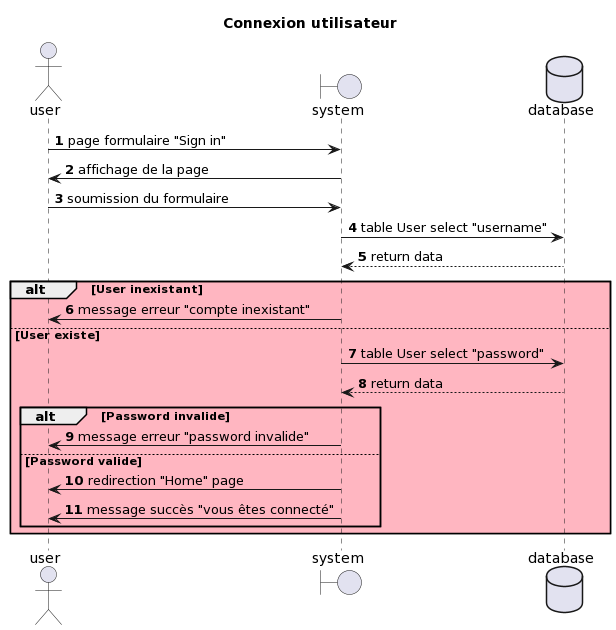 Connexion utilisateur
user
system
database
1 page formulaire "Sign in"
2 affichage de la page
3 soumission du formulaire
4 table User select "username"
5 return data
alt [User inexistant]
6 message erreur "compte inexistant"
[User existe]
7 table User select "password"
8 return data
alt [Password invalide]
9 message erreur "password invalide"
[Password valide]
10 redirection "Home" page
11 message succès "vous êtes connecté"
user
system
database